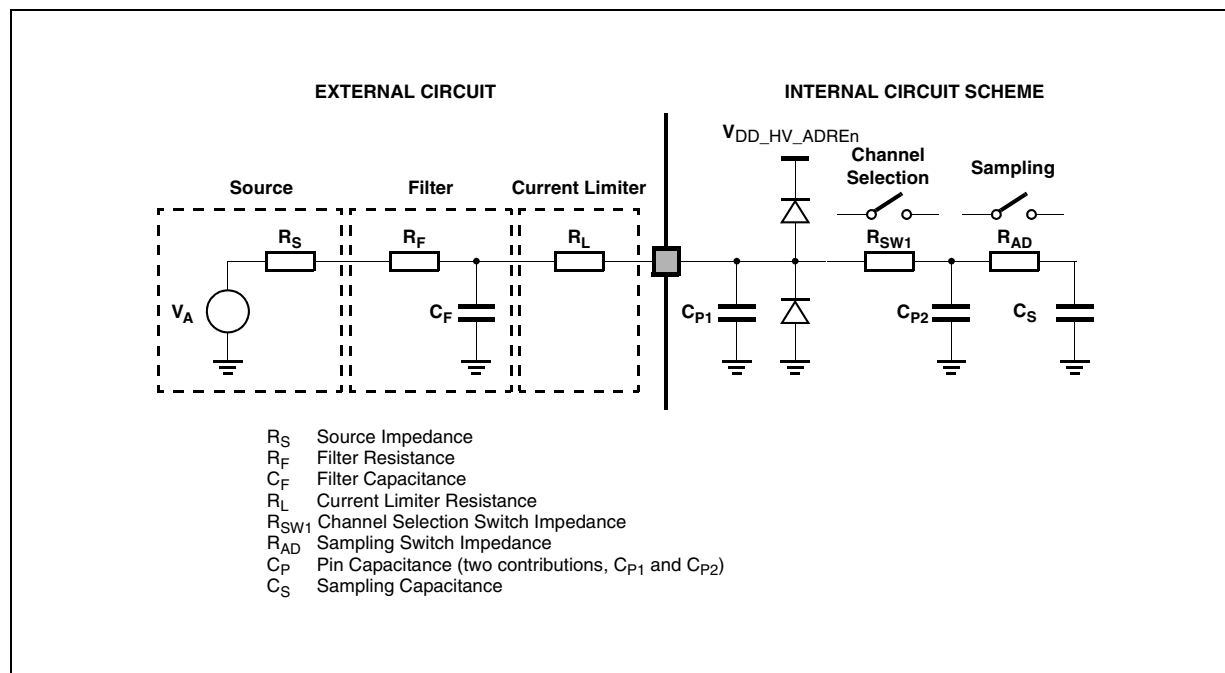 EXTERNAL CIRCUIT
INTERNAL CIRCUIT SCHEME
VDD_HV_ADREn
Channel
Selection
Sampling
Source
Filter
Current Limiter
RS
RF
RL
RSW1
RAD
VA
CF
CP1
CP2
CS
RS Source Impedance
RF Filter Resistance
CF Filter Capacitance
RL Current Limiter Resistance
RSW1 Channel Selection Switch Impedance
RAD Sampling Switch Impedance
CP Pin Capacitance (two contributions, CP1 and CP2)
CS Sampling Capacitance